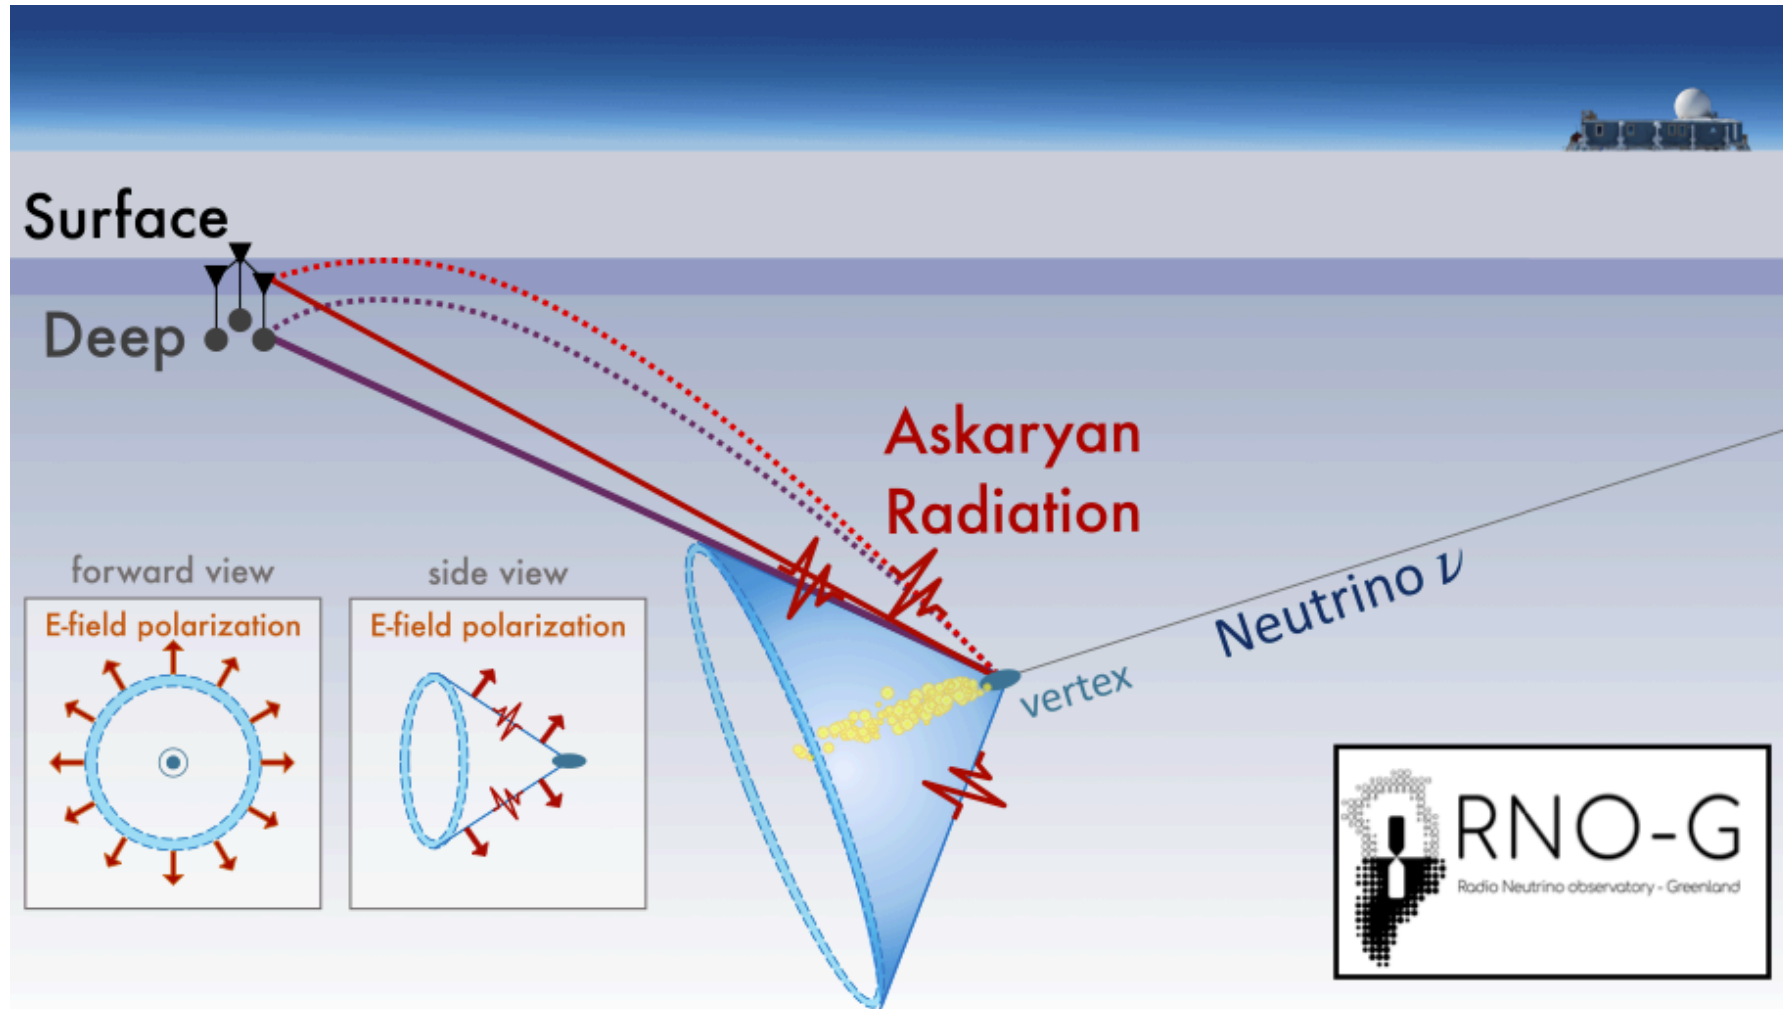 Surface
Deep
Askaryan
Radiation
Neutrino ν
vertex
forward view
E-field polarization
side view
E-field polarization
RNO-G
Radio Neutrino observatory - Greenland